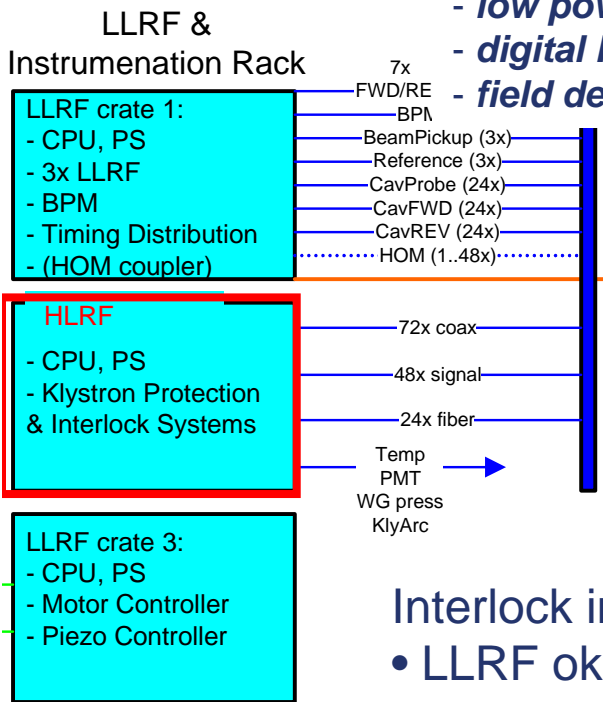 LLRF &
Instrumenation Rack
- low pow
- digital
- field de
LLRF crate 1:
- CPU, PS
- 3x LLRF
- BPM
- Timing Distribution
- (HOM coupler)
7x
FWD/RE
BPM
BeamPickup (3x)
Reference (3x)
CavProbe (24x)
CavFWD (24x)
CavREV (24x)
HOM (1..48x)
HLRF
- CPU, PS
- Klystron Protection
& Interlock Systems
72x coax
48x signal
24x fiber
Temp
PMT
WG press
KlyArc
LLRF crate 3:
- CPU, PS
- Motor Controller
- Piezo Controller
Interlock in
• LLRF ok